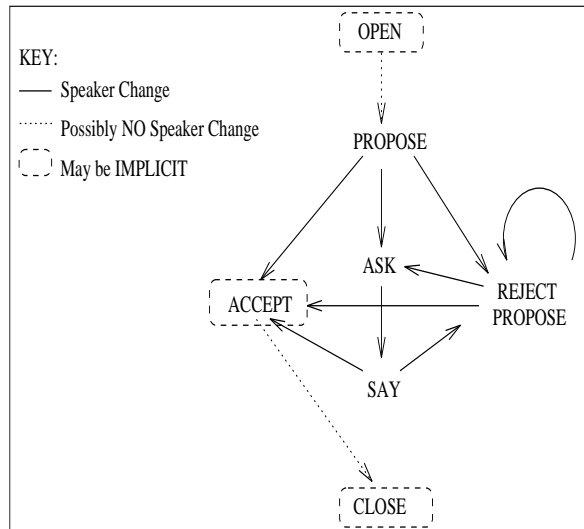 OPEN
KEY:
Speaker Change
Possibly NO Speaker Change
May be IMPLICIT
PROPOSE
ASK
ACCEPT
REJECT
PROPOSE
SAY
CLOSE